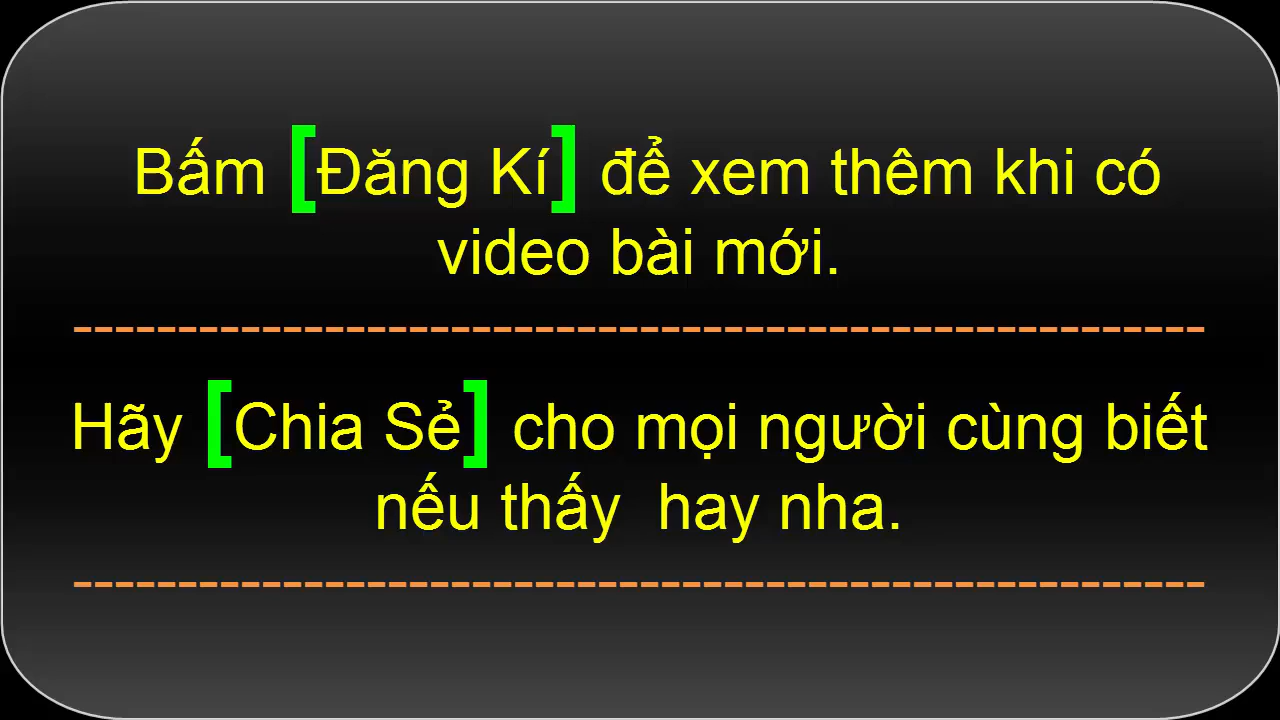 Bấm [Đăng Kí] để xem thêm khi có
video bài mới.
------------------------------------------------------
Hãy [Chia Sẻ] cho mọi người cùng biết
nếu thấy  hay nha.
------------------------------------------------------